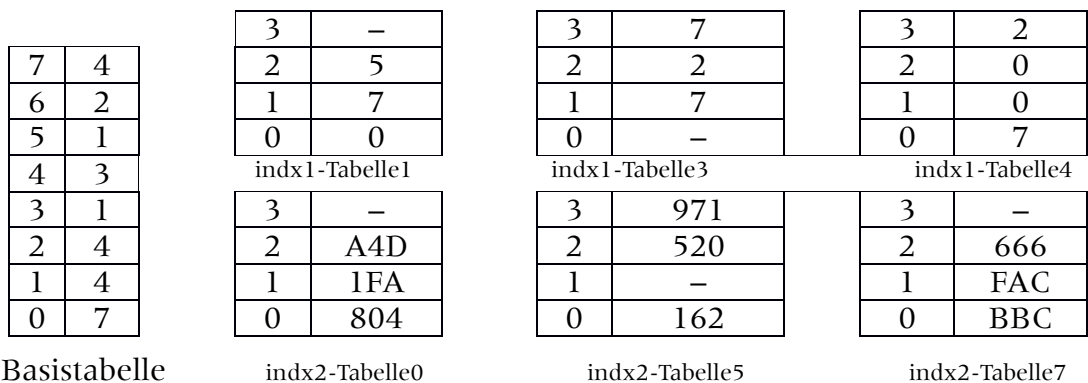 7 4
6 2
5 1
4 3
3 1
2 4
1 4
0 7
Basistabelle
3 –
2 5
1 7
0 0
indx1-Tabelle1
3 7
2 2
1 7
0 –
indx1-Tabelle3
3 2
2 0
1 0
0 7
indx1-Tabelle4
3 –
2 A4D
1 1FA
0 804
indx2-Tabelle0
3 971
2 520
1 –
0 162
indx2-Tabelle5
3 –
2 666
1 FAC
0 BBC
indx2-Tabelle7